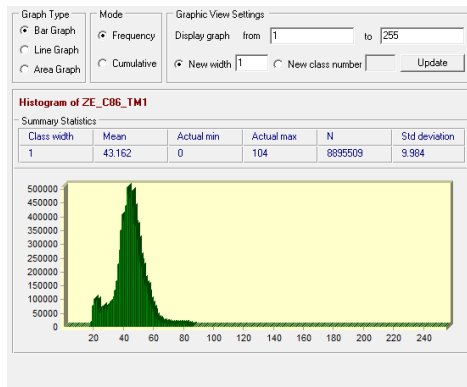 Graph Type
Bar Graph
Line Graph
Area Graph
Mode
Frequency
Cumulative
Graphic View Settings
Display graph from 1 to 255
New width 1 New class number Update
Histogram of ZE_C86_TM1
Summary Statistics
Class width Mean Actual min Actual max N Std deviation
1 43.162 0 104 8895509 9.984
500000
450000
400000
350000
300000
250000
200000
150000
100000
50000
0
20 40 60 80 100 120 140 160 180 200 220 240